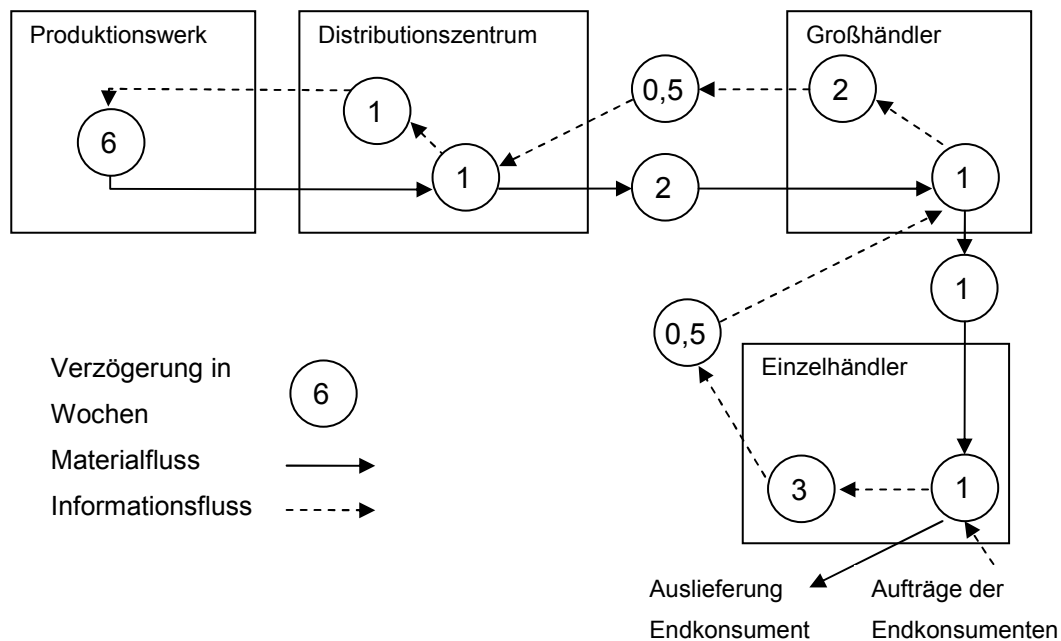 Produktionswerk
Distributionszentrum
Großhändler
6
1
1
0,5
2
2
1
1
0,5
Einzelhändler
3
1
Verzögerung in
Wochen
6
Materialfluss
Informationsfluss
Auslieferung
Endkonsument
Aufträge der
Endkonsumenten